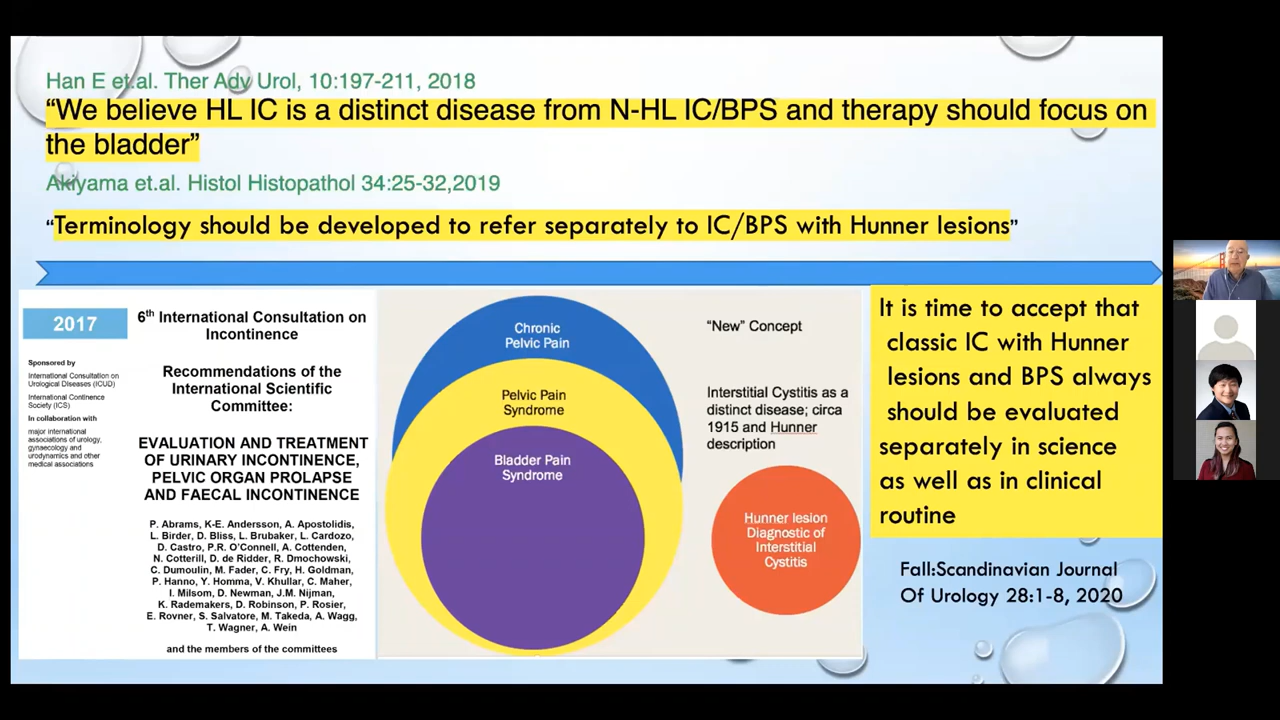 Han E et.al. Ther Adv Urol, 10:197-211, 2018
“We believe HL IC is a distinct disease from N-HL IC/BPS and therapy should focus on
the bladder”
Akiyama et.al. Histol Histopathol 34:25-32,2019
“Terminology should be developed to refer separately to IC/BPS with Hunner lesions”
2017
Sponsored by
International Consultation on
Urological Diseases (ICUD)
International Continence
Society (ICS)
In collaboration with
major international
associations of urology,
gynaecology and
urodynamics and other
medical associations
6th International Consultation on
Incontinence
Recommendations of the
International Scientific
Committee:
EVALUATION AND TREATMENT
OF URINARY INCONTINENCE,
PELVIC ORGAN PROLAPSE
AND FAECAL INCONTINENCE
P. Abrams, K-E. Andersson, A. Apostolidis,
L. Birder, D. Bliss, L. Brubaker, L. Cardozo,
D. Castro, P.R. O’Connell, A. Cottenden,
N. Cotterill, D. de Ridder, R. Dmochowski,
C. Dumoulin, M. Fader, C. Fry, H. Goldman,
P. Hanno, Y. Homma, V. Khullar, C. Maher,
I. Milsom, D. Newman, J.M. Nijman,
K. Rademakers, D. Robinson, P. Rosier,
E. Rovner, S. Salvatore, M. Takeda, A. Wagg,
T. Wagner, A. Wein
and the members of the committees
Chronic
Pelvic Pain
Pelvic Pain
Syndrome
Bladder Pain
Syndrome
“New” Concept
Interstitial Cystitis as a
distinct disease; circa
1915 and Hunner
description
Hunner lesion
Diagnostic of
Interstitial
Cystitis
It is time to accept that
classic IC with Hunner
lesions and BPS always
should be evaluated
separately in science
as well as in clinical
routine
Fall:Scandinavian Journal
Of Urology 28:1-8, 2020